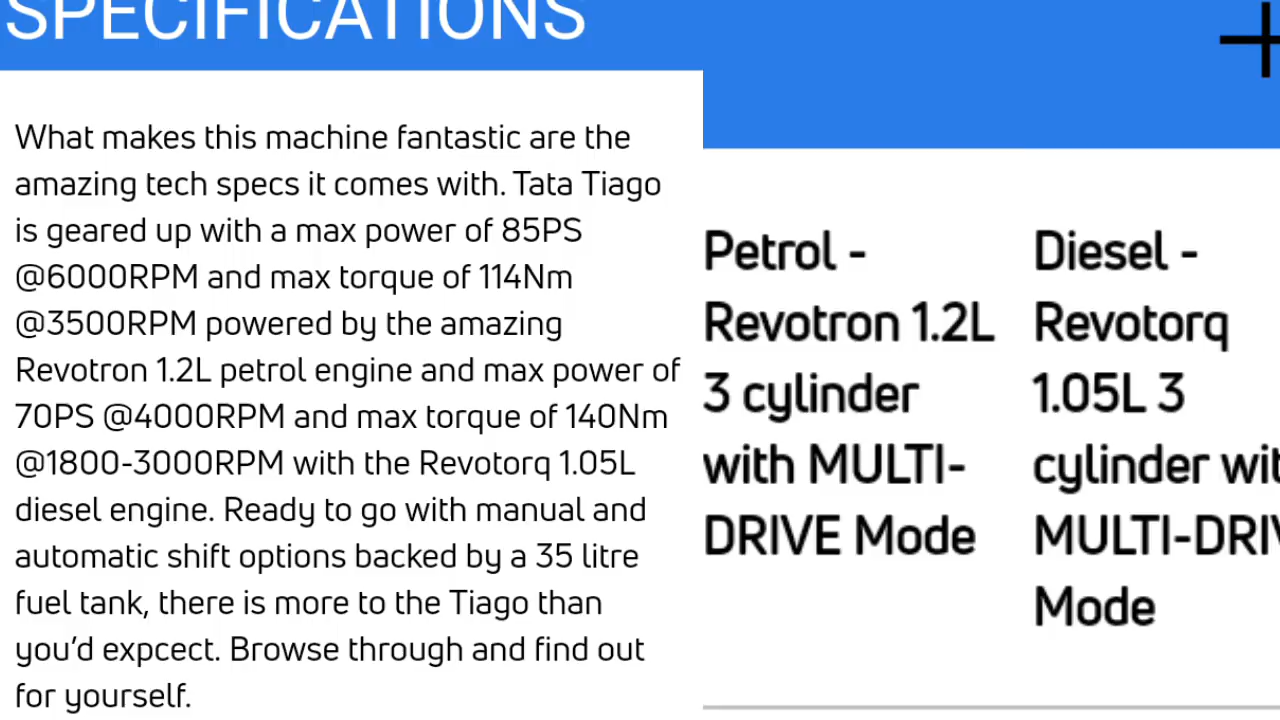 SPECIFICATIONS
What makes this machine fantastic are the
amazing tech specs it comes with. Tata Tiago
is geared up with a max power of 85PS
@6000RPM and max torque of 114Nm
@3500RPM powered by the amazing
Revotron 1.2L petrol engine and max power of
70PS @4000RPM and max torque of 140Nm
@1800-3000RPM with the Revotorq 1.05L
diesel engine. Ready to go with manual and
automatic shift options backed by a 35 litre
fuel tank, there is more to the Tiago than
you’d expcect. Browse through and find out
for yourself.
Petrol -
Revotron 1.2L
3 cylinder
with MULTI-
DRIVE Mode
Diesel -
Revotorq
1.05L 3
cylinder wit
MULTI-DRIV
Mode